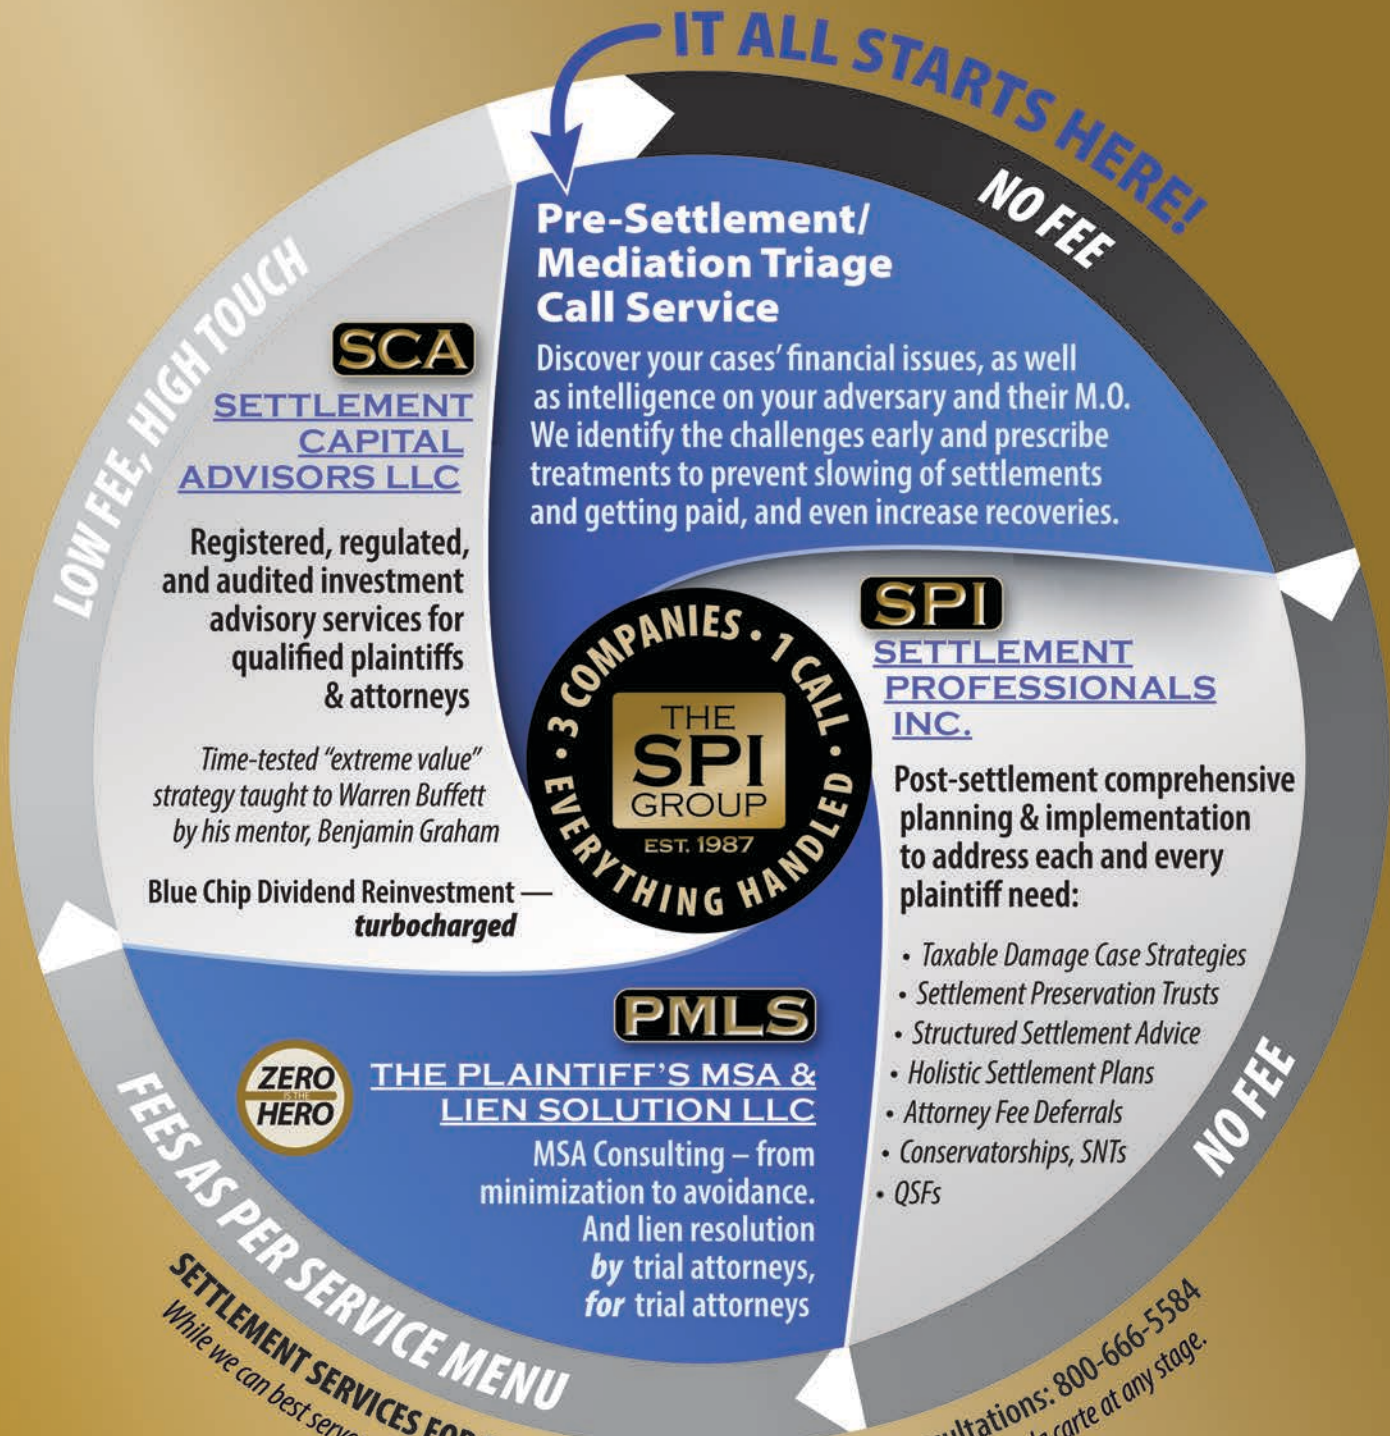 IT ALL STARTS HERE!
NO FEE
Pre-Settlement/
Mediation Triage
Call Service
Discover your cases’ financial issues, as well
as intelligence on your adversary and their M.O.
We identify the challenges early and prescribe
treatments to prevent slowing of settlements
and getting paid, and even increase recoveries.
LOW FEE, HIGH TOUCH
SCA
SETTLEMENT
CAPITAL
ADVISORS LLC
Registered, regulated,
and audited investment
advisory services for
qualified plaintiffs
& attorneys
Time-tested “extreme value”
strategy taught to Warren Buffett
by his mentor, Benjamin Graham
Blue Chip Dividend Reinvestment —
turbocharged
• 3 COMPANIES • 1 CALL •
EVERYTHING HANDLED
THE
SPI
GROUP
EST. 1987
SPI
SETTLEMENT
PROFESSIONALS
INC.
Post-settlement comprehensive
planning & implementation
to address each and every
plaintiff need:
• Taxable Damage Case Strategies
• Settlement Preservation Trusts
• Structured Settlement Advice
• Holistic Settlement Plans
• Attorney Fee Deferrals
• Conservatorships, SNTs
• QSFs
NO FEE
PMLS
ZERO
IS THE
HERO
THE PLAINTIFF’S MSA &
LIEN SOLUTION LLC
MSA Consulting – from
minimization to avoidance.
And lien resolution
by trial attorneys,
for trial attorneys
FEES AS PER SERVICE MENU
SETTLEMENT SERVICES FOR
While we can best
800-666-5584
carte at any stage.